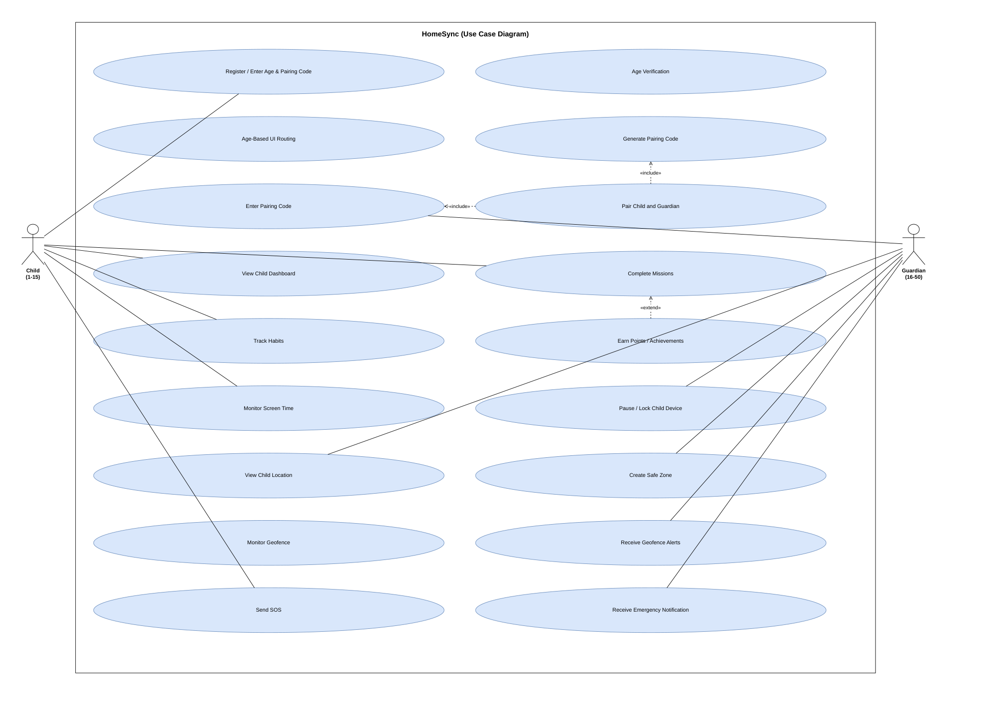 HomeSync (Use Case Diagram)
Register / Enter Age & Pairing Code
Age Verification
Age-Based UI Routing
Generate Pairing Code
«include»
Enter Pairing Code
«include»
Pair Child and Guardian
Child
(1-15)
View Child Dashboard
Complete Missions
Guardian
(16-50)
«extend»
Track Habits
Earn Points / Achievements
Monitor Screen Time
Pause / Lock Child Device
View Child Location
Create Safe Zone
Monitor Geofence
Receive Geofence Alerts
Send SOS
Receive Emergency Notification